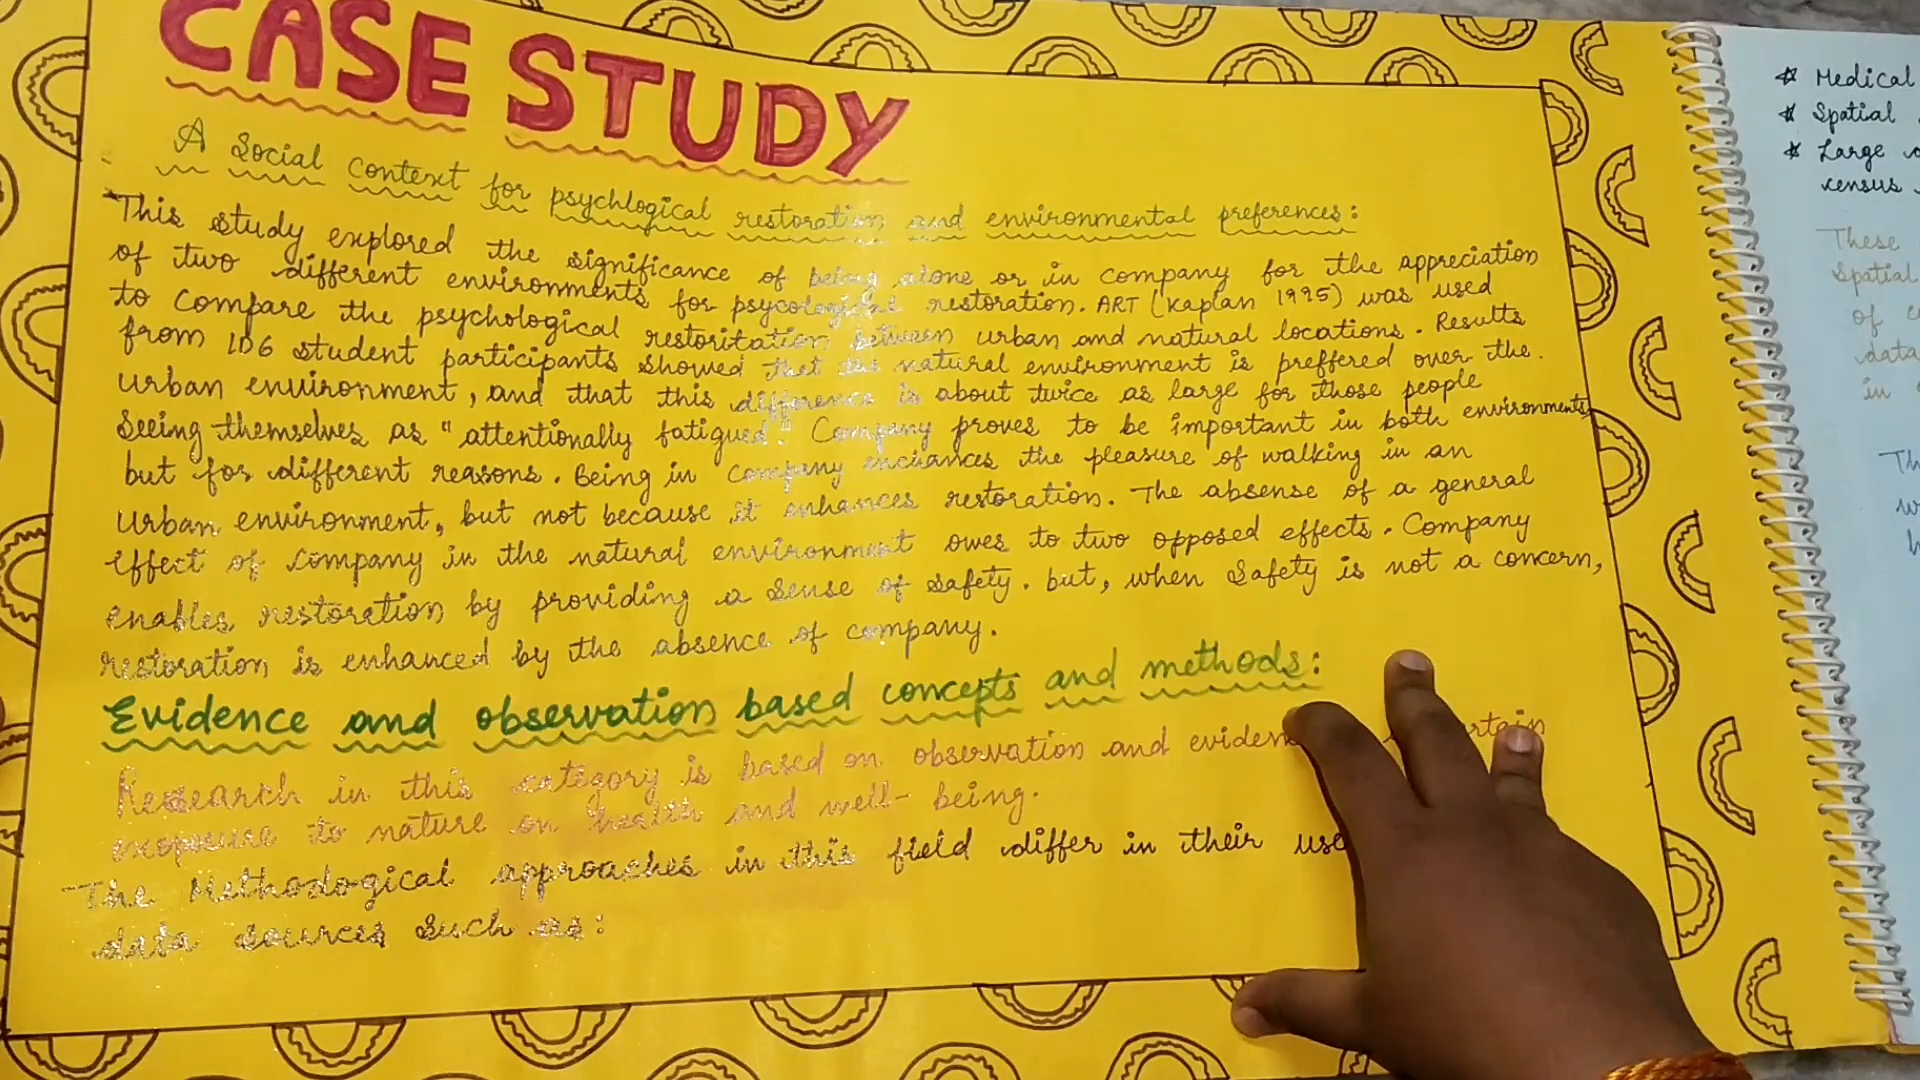 CASE STUDY
A Social Context for psychlogical restoration and environmental preferences:
This study explored the significance of being alone or in company for the appreciation
of two different environments for psycological restoration. ART (Kaplan 1995) was used
to compare the psychological restoritation between urban and natural locations. Results
from 106 student participants showed that the natural environment is preffered over the.
urban environment, and that this difference is about twice as large for those people
Seeing themselves as "attentionally fatigued." Company proves to be important in both environments
but for different reasons. Being in company enchances the pleasure of walking in an
urban environment, but not because it enhances restoration. The absense of a general
effect of company in the natural environment owes to two opposed effects. Company
enables restoration by providing a sense of safety. but, when safety is not a concern,
restoration is enhanced by the absence of company.
Evidence and observation based concepts and methods:
Research in this category is based on observation and
exoposure to nature on health and well-being.
The Methodogical approaches in this field differ in their use
data sources such as:
* Medical
* Spatial
* Large
census
These
Spatial
of
data
in